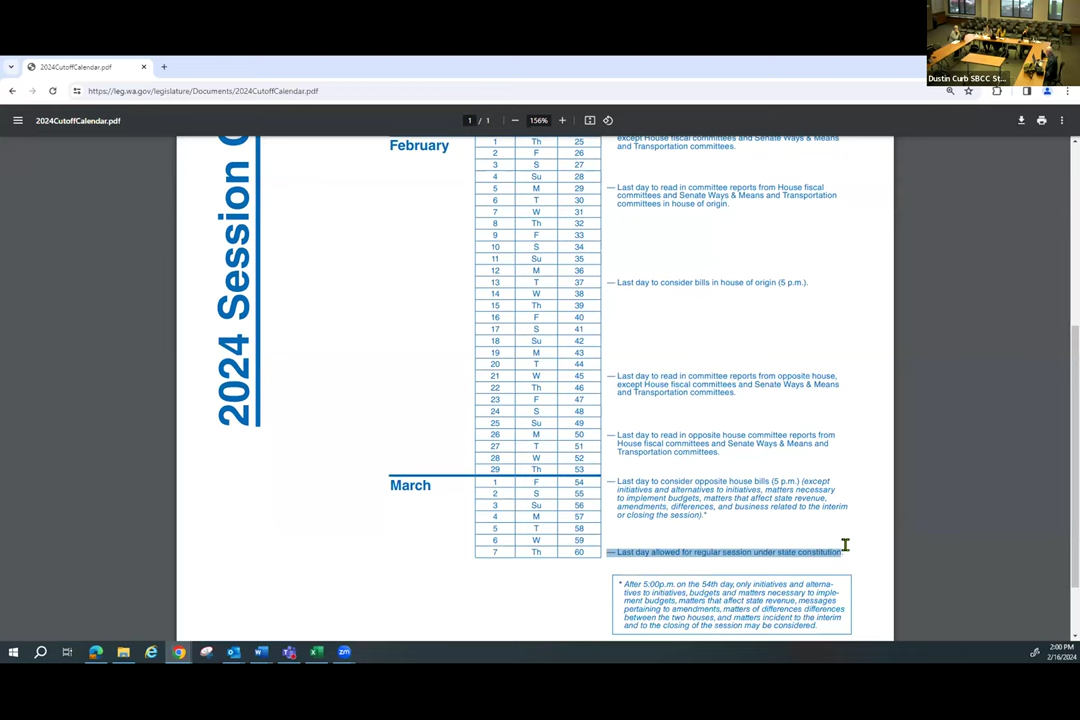 Dustin Curb SBCC St...
2024CutoffCalendar.pdf
https://leg.wa.gov/legislature/Documents/2024CutoffCalendar.pdf
2024CutoffCalendar.pdf
1 / 1
156%
2024 Session C
February
1 Th 25
except House fiscal committees and Senate Ways & Means
and Transportation committees.
2 F 26
3 S 27
4 Su 28
5 M 29 — Last day to read in committee reports from House fiscal
committees and Senate Ways & Means and Transportation
committees in house of origin.
6 T 30
7 W 31
8 Th 32
9 F 33
10 S 34
11 Su 35
12 M 36
13 T 37 — Last day to consider bills in house of origin (5 p.m.).
14 W 38
15 Th 39
16 F 40
17 S 41
18 Su 42
19 M 43
20 T 44
21 W 45 — Last day to read in committee reports from opposite house,
except House fiscal committees and Senate Ways & Means
and Transportation committees.
22 Th 46
23 F 47
24 S 48
25 Su 49
26 M 50 — Last day to read in opposite house committee reports from
House fiscal committees and Senate Ways & Means and
Transportation committees.
27 T 51
28 W 52
29 Th 53
March
1 F 54 — Last day to consider opposite house bills (5 p.m.) (except
initiatives and alternatives to initiatives, matters necessary
to implement budgets, matters that affect state revenue,
amendments, differences, and business related to the interim
or closing the session).*
2 S 55
3 Su 56
4 M 57
5 T 58
6 W 59
7 Th 60 — Last day allowed for regular session under state constitution.
* After 5:00p.m. on the 54th day, only initiatives and alterna-
tives to initiatives, budgets and matters necessary to imple-
ment budgets, matters that affect state revenue, messages
pertaining to amendments, matters of differences differences
between the two houses, and matters incident to the interim
and to the closing of the session may be considered.
2:00 PM
2/16/2024